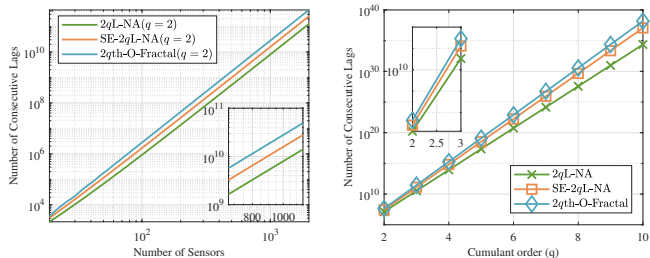 2qL-NA(q = 2)
SE-2qL-NA(q = 2)
2qth-O-Fractal(q = 2)
Number of Consecutive Lags
10^10
10^8
10^6
10^4
10^11
10^10
10^9
800 1000
10^2 10^3
Number of Sensors
Number of Consecutive Lags
10^40
10^30
10^20
10^10
10^10
2 2.5 3
2qL-NA
SE-2qL-NA
2qth-O-Fractal
2 4 6 8 10
Cumulant order (q)